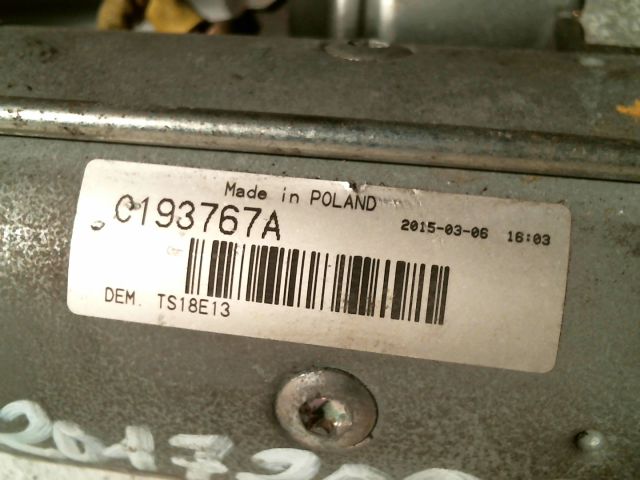 Made in POLAND
C193767A
2015-03-06 16:03
DEM. TS18E13